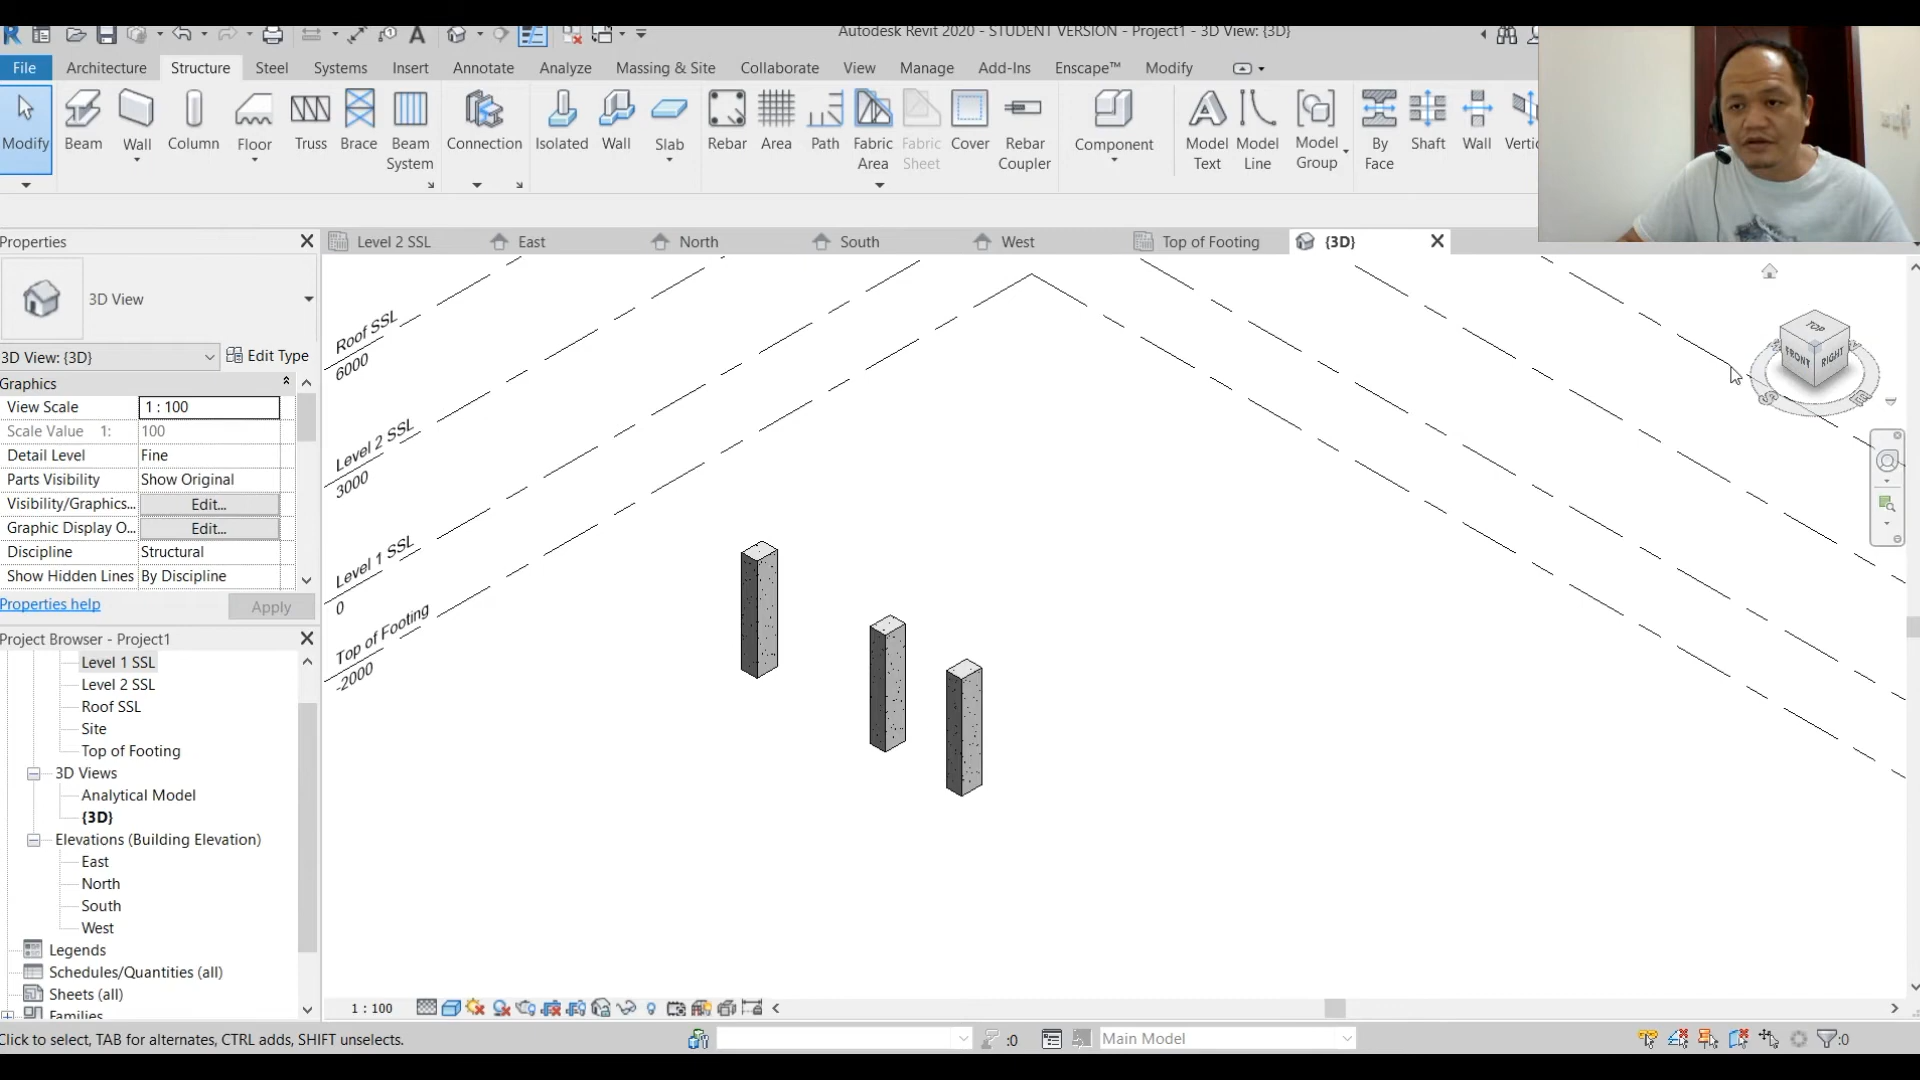 Autodesk Revit 2020 - STUDENT VERSION - Project1 - 3D View: {3D}
File Architecture Structure Steel Systems Insert Annotate Analyze Massing & Site Collaborate View Manage Add-Ins Enscape™ Modify
Modify Beam Wall Column Floor Truss Brace Beam System Connection Isolated Wall Slab Rebar Area Path Fabric Area Fabric Sheet Cover Rebar Coupler Component Model Text Model Line Model Group By Face Shaft Wall
Properties
Level 2 SSL East North South West Top of Footing {3D}
3D View
3D View: {3D} Edit Type
Graphics
View Scale 1 : 100
Scale Value 1: 100
Detail Level Fine
Parts Visibility Show Original
Visibility/Graphics... Edit...
Graphic Display O... Edit...
Discipline Structural
Show Hidden Lines By Discipline
Properties help Apply
Project Browser - Project1
Level 1 SSL
Level 2 SSL
Roof SSL
Site
Top of Footing
3D Views
Analytical Model
{3D}
Elevations (Building Elevation)
East
North
South
West
Legends
Schedules/Quantities (all)
Sheets (all)
Families
Roof SSL
6000
Level 2 SSL
3000
Level 1 SSL
0
Top of Footing
-2000
TOP
FRONT RIGHT
S E
1 : 100
Click to select, TAB for alternates, CTRL adds, SHIFT unselects.
:0
Main Model
:0